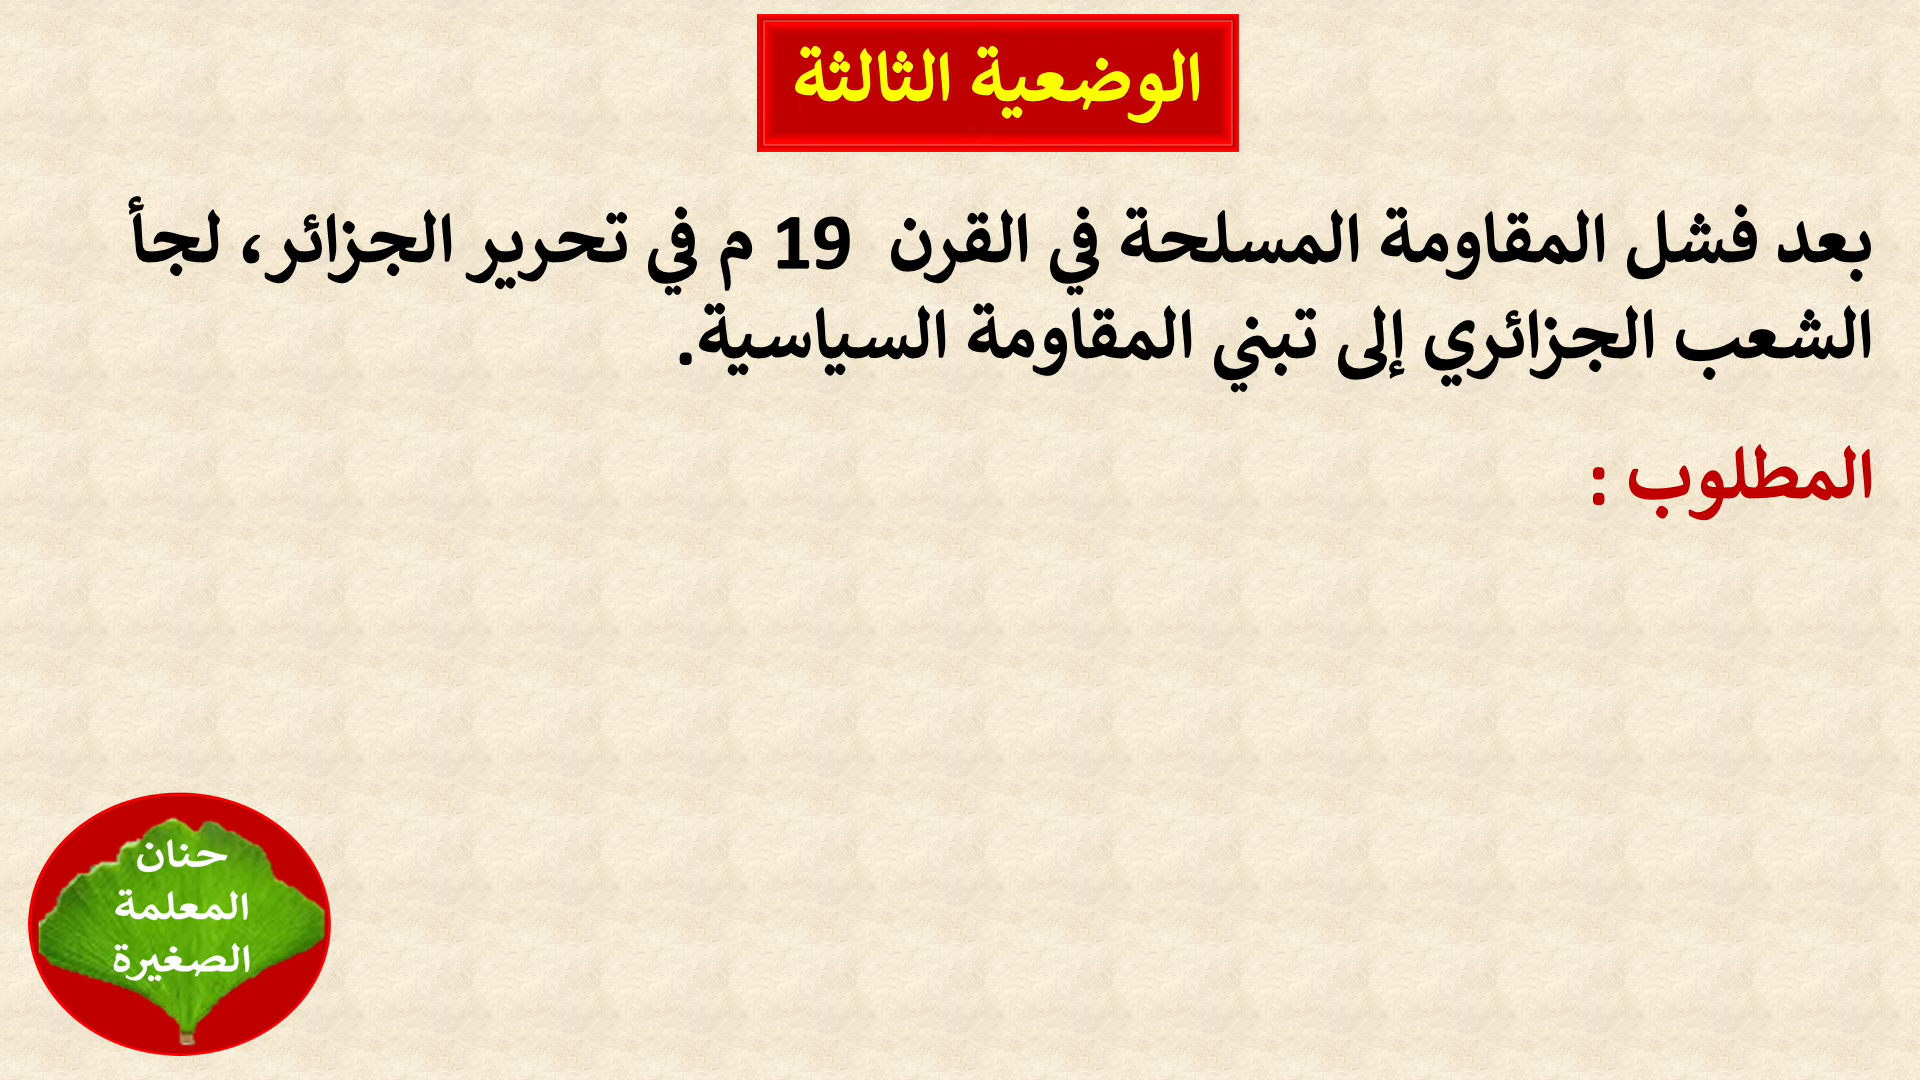 الوضعية الثالثة
بعد فشل المقاومة المسلحة في القرن 19 م في تحرير الجزائر، لجأ
الشعب الجزائري إلى تبني المقاومة السياسية.
المطلوب :
حنان
المعلمة
الصغيرة